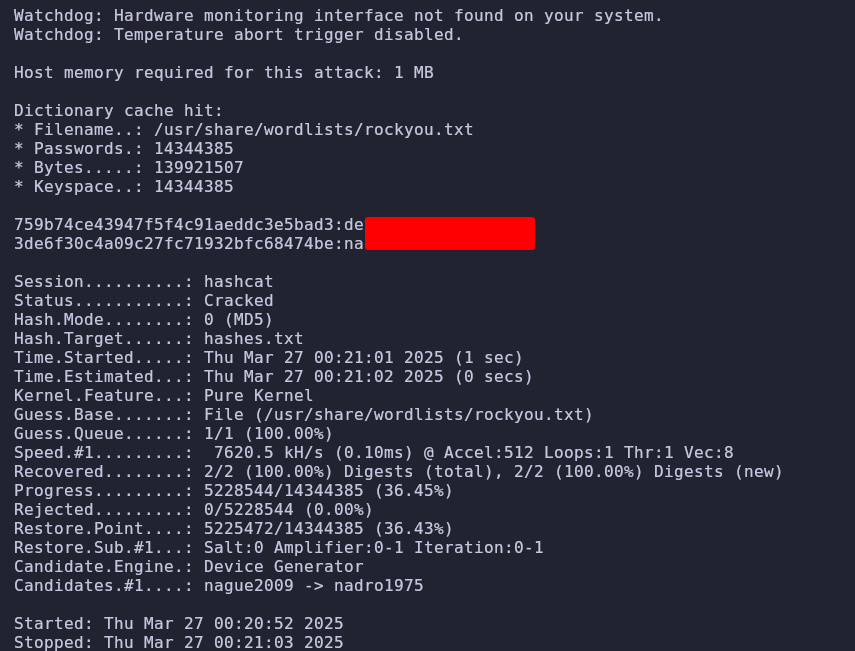 Watchdog: Hardware monitoring interface not found on your system.
Watchdog: Temperature abort trigger disabled.
Host memory required for this attack: 1 MB
Dictionary cache hit:
* Filename..: /usr/share/wordlists/rockyou.txt
* Passwords.: 14344385
* Bytes.....: 139921507
* Keyspace..: 14344385
759b74ce43947f5f4c91aeddc3e5bad3:de
3de6f30c4a09c27fc71932bfc68474be:na
Session..........: hashcat
Status...........: Cracked
Hash.Mode........: 0 (MD5)
Hash.Target......: hashes.txt
Time.Started.....: Thu Mar 27 00:21:01 2025 (1 sec)
Time.Estimated...: Thu Mar 27 00:21:02 2025 (0 secs)
Kernel.Feature...: Pure Kernel
Guess.Base.......: File (/usr/share/wordlists/rockyou.txt)
Guess.Queue......: 1/1 (100.00%)
Speed.#1.........:  7620.5 kH/s (0.10ms) @ Accel:512 Loops:1 Thr:1 Vec:8
Recovered........: 2/2 (100.00%) Digests (total), 2/2 (100.00%) Digests (new)
Progress.........: 5228544/14344385 (36.45%)
Rejected.........: 0/5228544 (0.00%)
Restore.Point....: 5225472/14344385 (36.43%)
Restore.Sub.#1...: Salt:0 Amplifier:0-1 Iteration:0-1
Candidate.Engine.: Device Generator
Candidates.#1....: nague2009 -> nadro1975
Started: Thu Mar 27 00:20:52 2025
Stopped: Thu Mar 27 00:21:03 2025